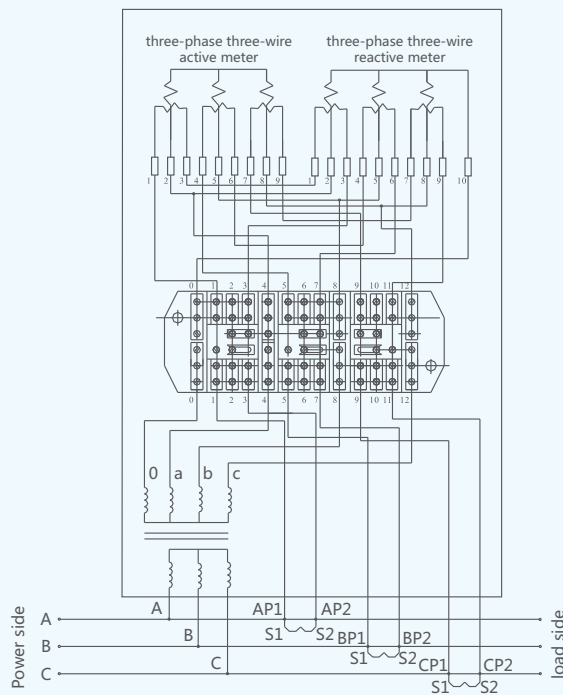 three-phase three-wire
active meter
three-phase three-wire
reactive meter
1 2 3 4 5 6 7 8 9
1 2 3 4 5 6 7 8 9 10
0 1 2 3 4 5 6 7 8 9 10 11 12
0 1 2 3 4 5 6 7 8 9 10 11 12
0 a b c
A AP1 AP2
A
S1 S2
B BP1 BP2
B
S1 S2
C CP1 CP2
C
S1 S2
Power side
load side